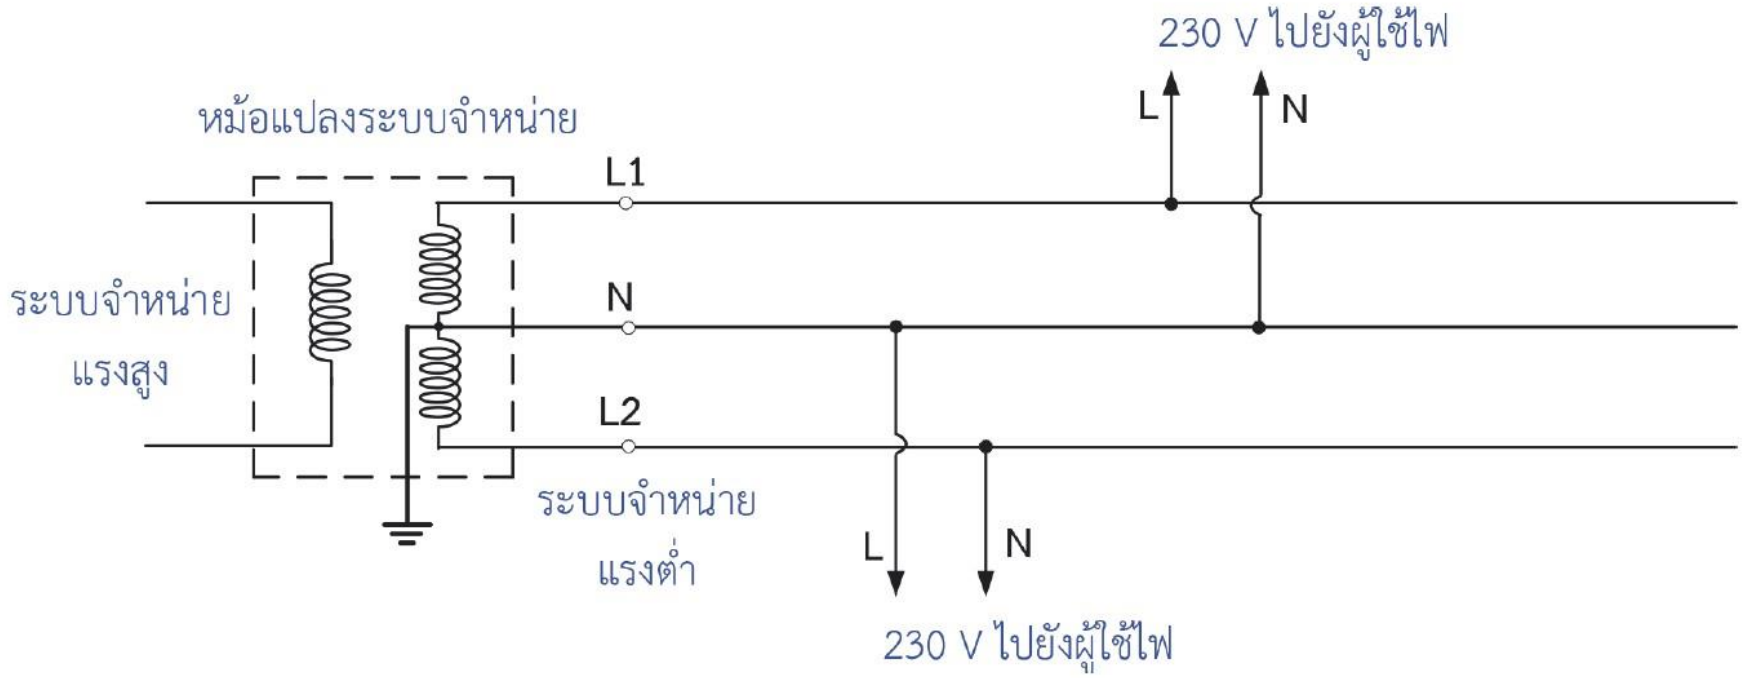 230 V ไปยังผู้ใช้ไฟ
L
N
หม้อแปลงระบบจำหน่าย
L1
ระบบจำหน่าย
แรงสูง
N
L2
ระบบจำหน่าย
แรงต่ำ
L
N
230 V ไปยังผู้ใช้ไฟ